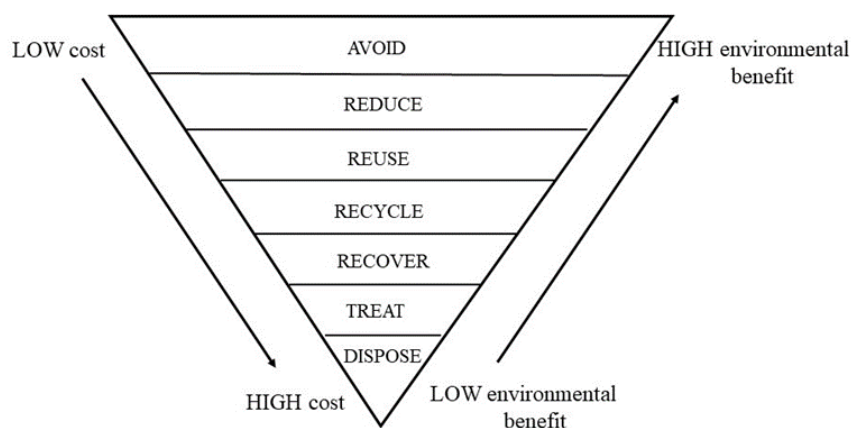 LOW cost
AVOID
HIGH environmental
benefit
REDUCE
REUSE
RECYCLE
RECOVER
TREAT
DISPOSE
HIGH cost
LOW environmental
benefit